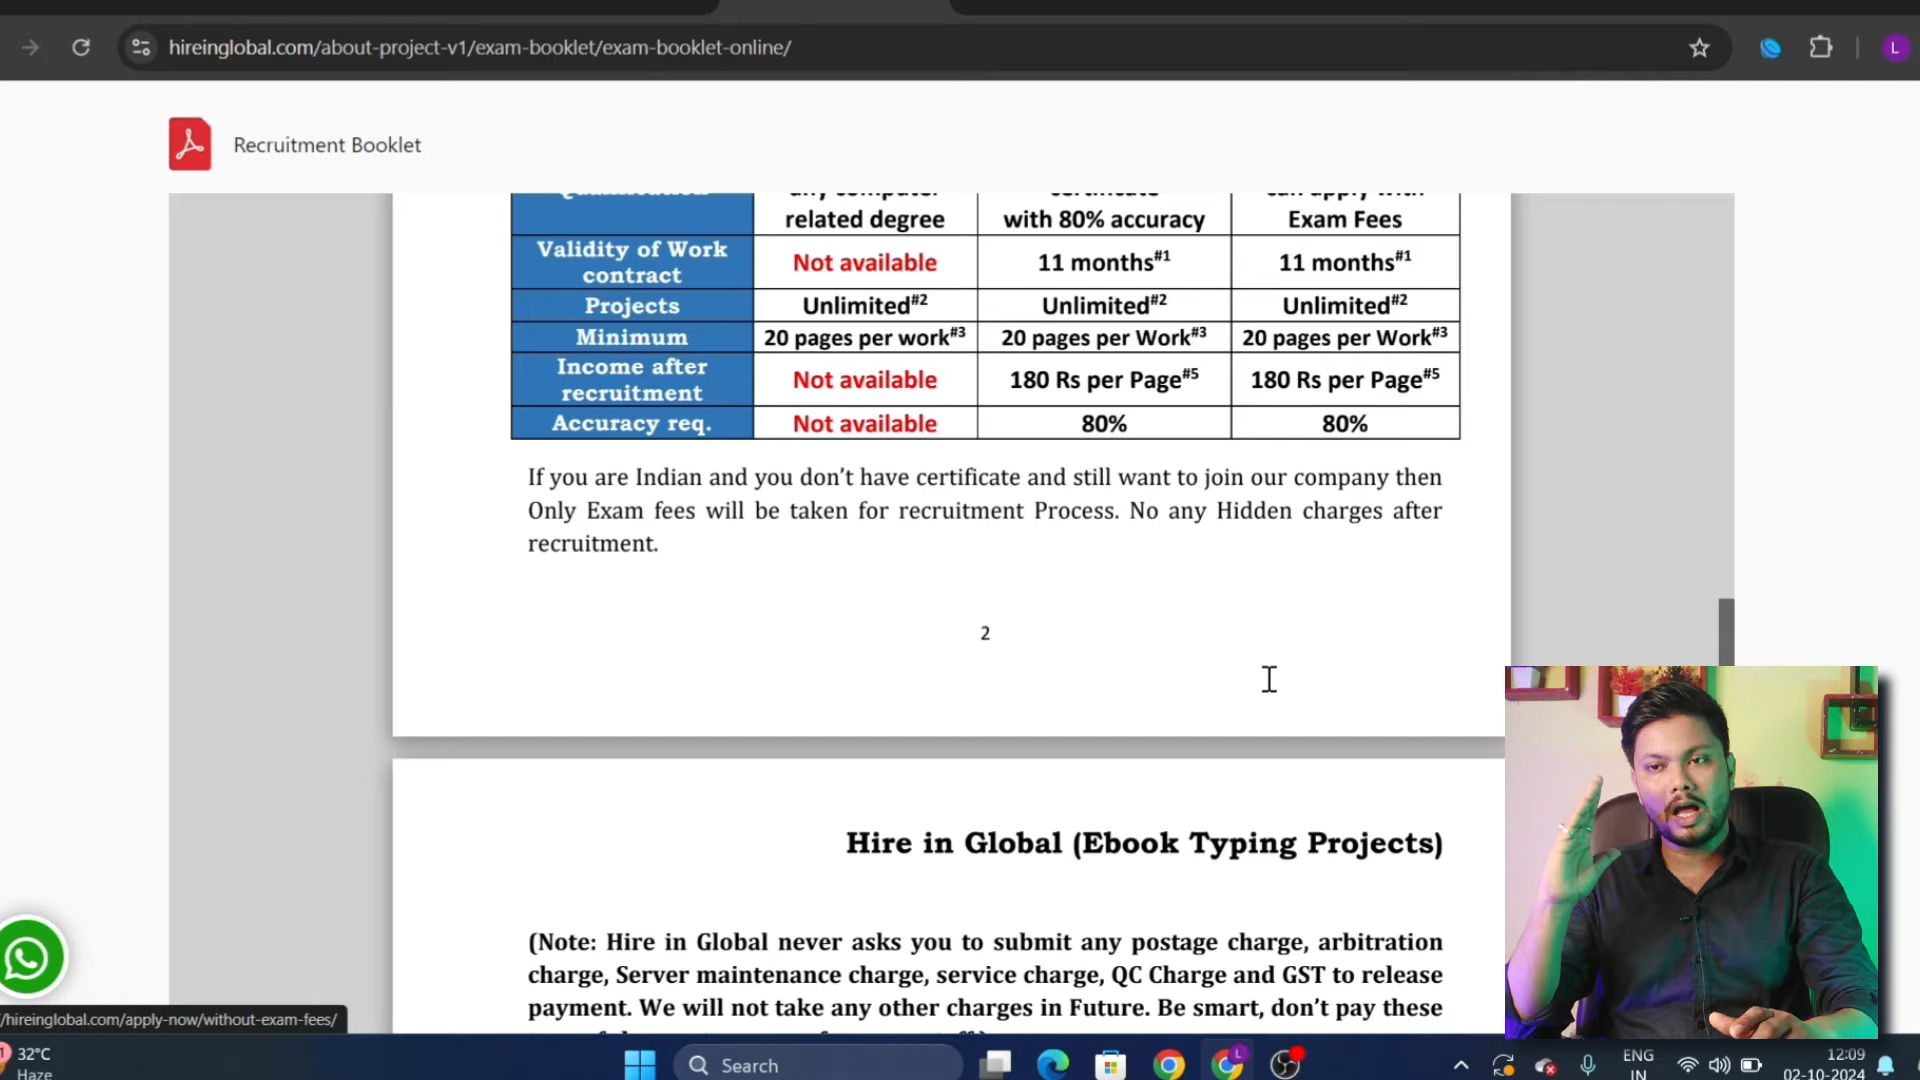 hireinglobal.com/about-project-v1/exam-booklet/exam-booklet-online/
L
Recruitment Booklet
related degree
with 80% accuracy
Exam Fees
Validity of Work contract Not available 11 months#1 11 months#1
Projects Unlimited#2 Unlimited#2 Unlimited#2
Minimum 20 pages per work#3 20 pages per Work#3 20 pages per Work#3
Income after recruitment Not available 180 Rs per Page#5 180 Rs per Page#5
Accuracy req. Not available 80% 80%
If you are Indian and you don't have certificate and still want to join our company then
Only Exam fees will be taken for recruitment Process. No any Hidden charges after
recruitment.
2
Hire in Global (Ebook Typing Projects)
(Note: Hire in Global never asks you to submit any postage charge, arbitration
charge, Server maintenance charge, service charge, QC Charge and GST to release
payment. We will not take any other charges in Future. Be smart, don't pay these
/hireinglobal.com/apply-now/without-exam-fees/
1
32°C
Haze
Search
L
ENG
IN
12:09
02-10-2024